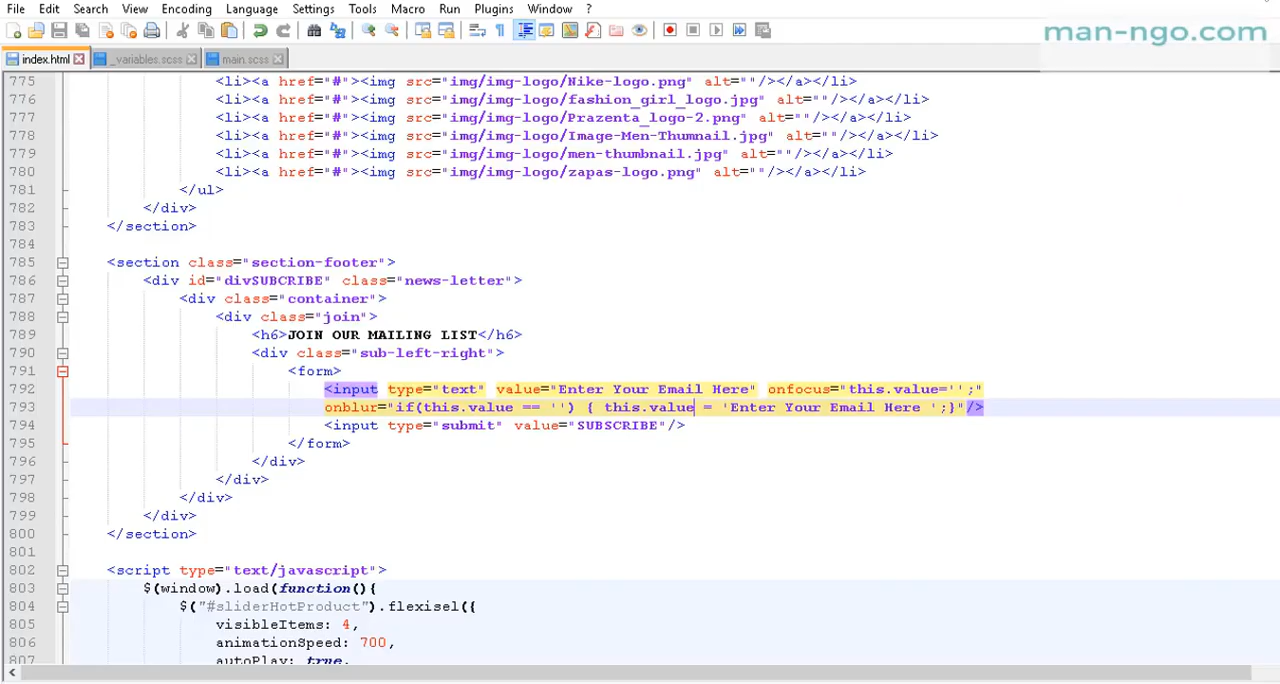 File Edit Search View Encoding Language Settings Tools Macro Run Plugins Window ?
man-ngo.com
index.html _variables.scss main.scss
775 <li><a href="#"><img src="img/img-logo/Nike-logo.png" alt=""/></a></li>
776 <li><a href="#"><img src="img/img-logo/fashion_girl_logo.jpg" alt=""/></a></li>
777 <li><a href="#"><img src="img/img-logo/Prazenta_logo-2.png" alt=""/></a></li>
778 <li><a href="#"><img src="img/img-logo/Image-Men-Thumnail.jpg" alt=""/></a></li>
779 <li><a href="#"><img src="img/img-logo/men-thumbnail.jpg" alt=""/></a></li>
780 <li><a href="#"><img src="img/img-logo/zapas-logo.png" alt=""/></a></li>
781 </ul>
782 </div>
783 </section>
784
785 <section class="section-footer">
786 <div id="divSUBCRIBE" class="news-letter">
787 <div class="container">
788 <div class="join">
789 <h6>JOIN OUR MAILING LIST</h6>
790 <div class="sub-left-right">
791 <form>
792 <input type="text" value="Enter Your Email Here" onfocus="this.value='';"
793 onblur="if(this.value == '') { this.value = 'Enter Your Email Here ';}"/>
794 <input type="submit" value="SUBSCRIBE"/>
795 </form>
796 </div>
797 </div>
798 </div>
799 </div>
800 </section>
801
802 <script type="text/javascript">
803 $(window).load(function(){
804 $("#sliderHotProduct").flexisel({
805 visibleItems: 4,
806 animationSpeed: 700,
807 autoPlay: true,